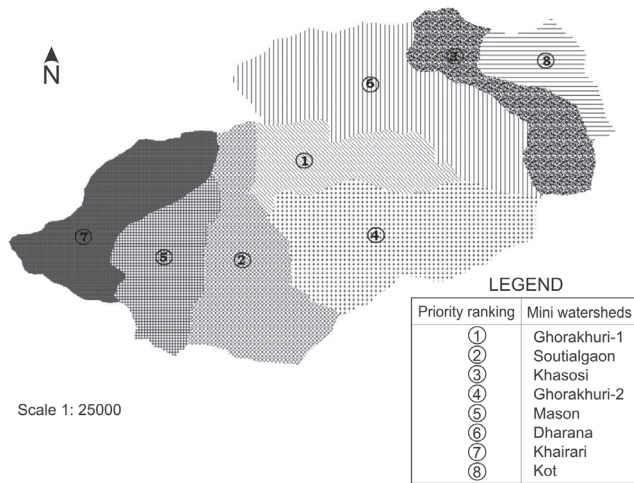 N
3
8
6
1
4
7
5
2
LEGEND
Priority ranking Mini watersheds
1 Ghorakhuri-1
2 Soutialgaon
3 Khasosi
4 Ghorakhuri-2
5 Mason
6 Dharana
7 Khairari
8 Kot
Scale 1: 25000